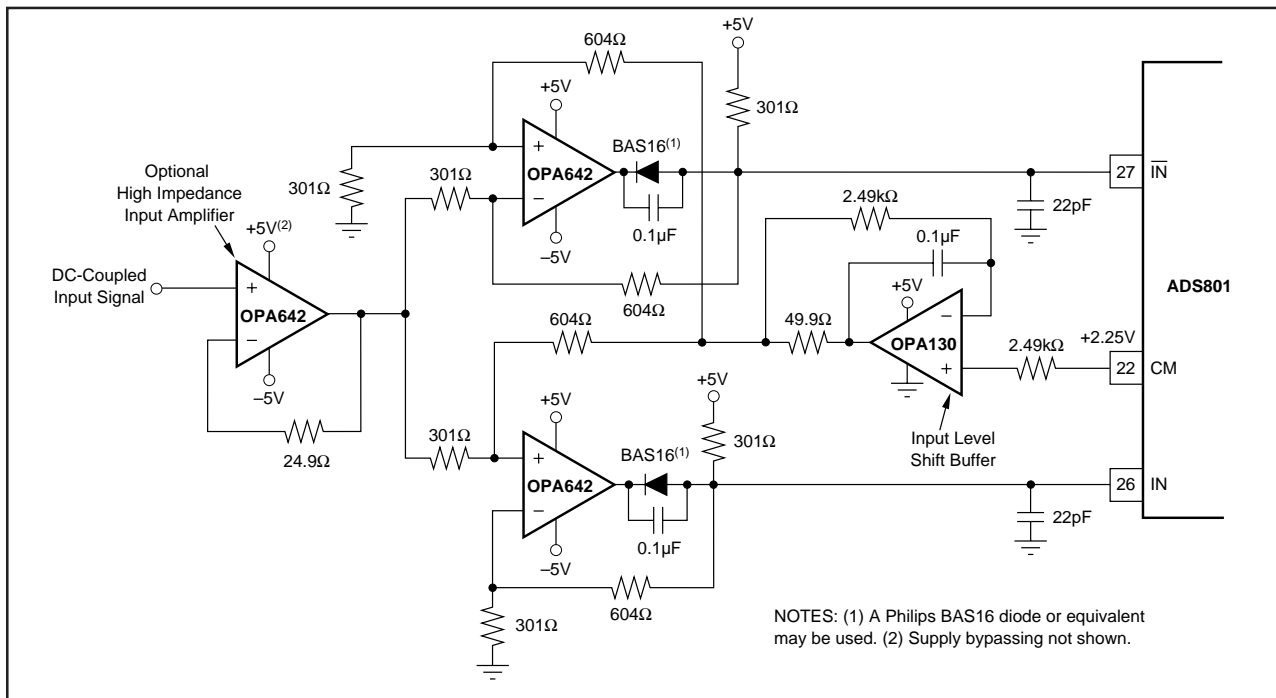 +5V
604Ω
+5V
+5V
301Ω
BAS16(1)
+
OPA642
–
301Ω
301Ω
Optional
High Impedance
Input Amplifier
0.1µF
–5V
604Ω
27
IN
22pF
2.49kΩ
0.1µF
ADS801
+5V(2)
DC-Coupled
Input Signal
+
OPA642
–
–5V
24.9Ω
604Ω
49.9Ω
+5V
–
OPA130
+
2.49kΩ
+2.25V
22
CM
Input Level
Shift Buffer
+5V
301Ω
+5V
301Ω
BAS16(1)
+
OPA642
–
26
IN
22pF
0.1µF
–5V
604Ω
301Ω
NOTES: (1) A Philips BAS16 diode or equivalent
may be used. (2) Supply bypassing not shown.